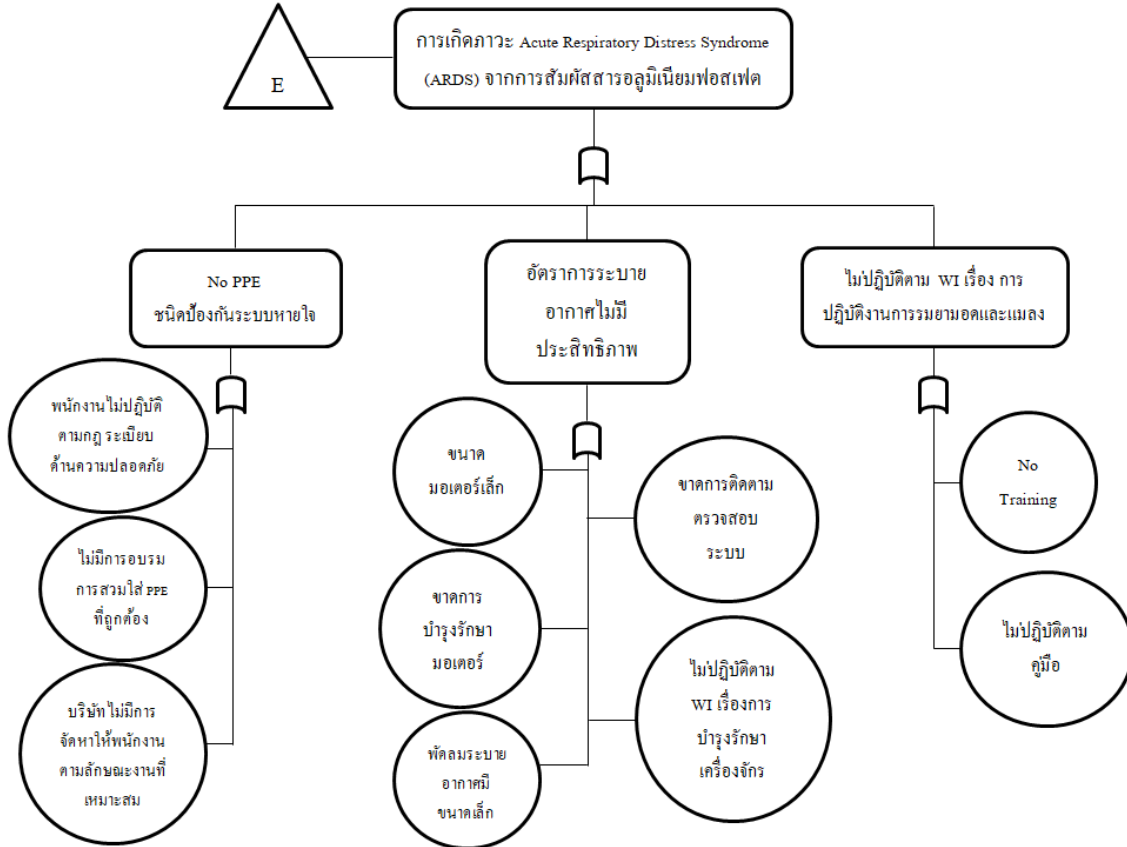 E
การเกิดภาวะ Acute Respiratory Distress Syndrome
(ARDS) จากการสัมผัสสารอลูมิเนียมฟอสเฟต
No PPE
ชนิดป้องกันระบบหายใจ
อัตราการระบาย
อากาศไม่มี
ประสิทธิภาพ
ไม่ปฏิบัติตาม WI เรื่อง การ
ปฏิบัติงานการรมยามอดและแมลง
พนักงานไม่ปฏิบัติ
ตามกฎ ระเบียบ
ด้านความปลอดภัย
ไม่มีการอบรม
การสวมใส่ PPE
ที่ถูกต้อง
บริษัทไม่มีการ
จัดหาให้พนักงาน
ตามลักษณะงานที่
เหมาะสม
ขนาด
มอเตอร์เล็ก
ขาดการ
บำรุงรักษา
มอเตอร์
พัดลมระบาย
อากาศมี
ขนาดเล็ก
ขาดการติดตาม
ตรวจสอบ
ระบบ
ไม่ปฏิบัติตาม
WI เรื่องการ
บำรุงรักษา
เครื่องจักร
No
Training
ไม่ปฏิบัติตาม
คู่มือ